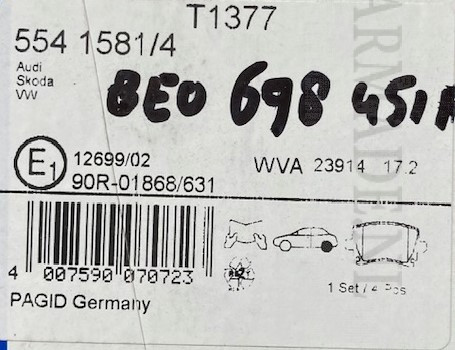 T1377
554 1581/4
Audi
Skoda
VW
8E0 698 451
E1
12699/02
90R-01868/631
WVA 23914 17.2
4 007590 070723
1 Set / 4 Pcs
PAGID Germany